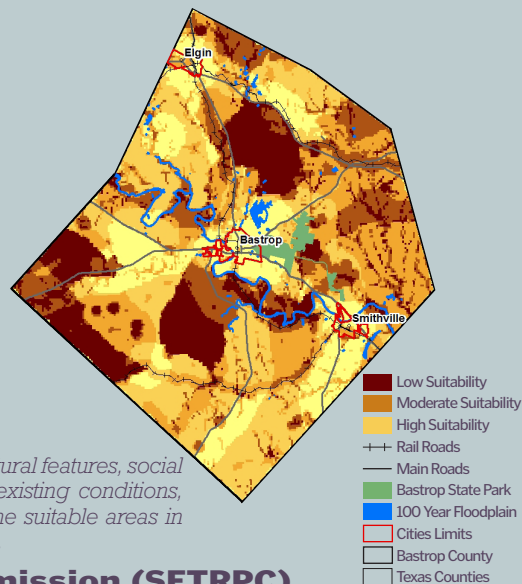 Elgin
Bastrop
Smithville
Low Suitability
Moderate Suitability
High Suitability
Rail Roads
Main Roads
Bastrop State Park
100 Year Floodplain
Cities Limits
Bastrop County
Texas Counties
ural features, social
existing conditions,
ne suitable areas in
mission (SETRPC)